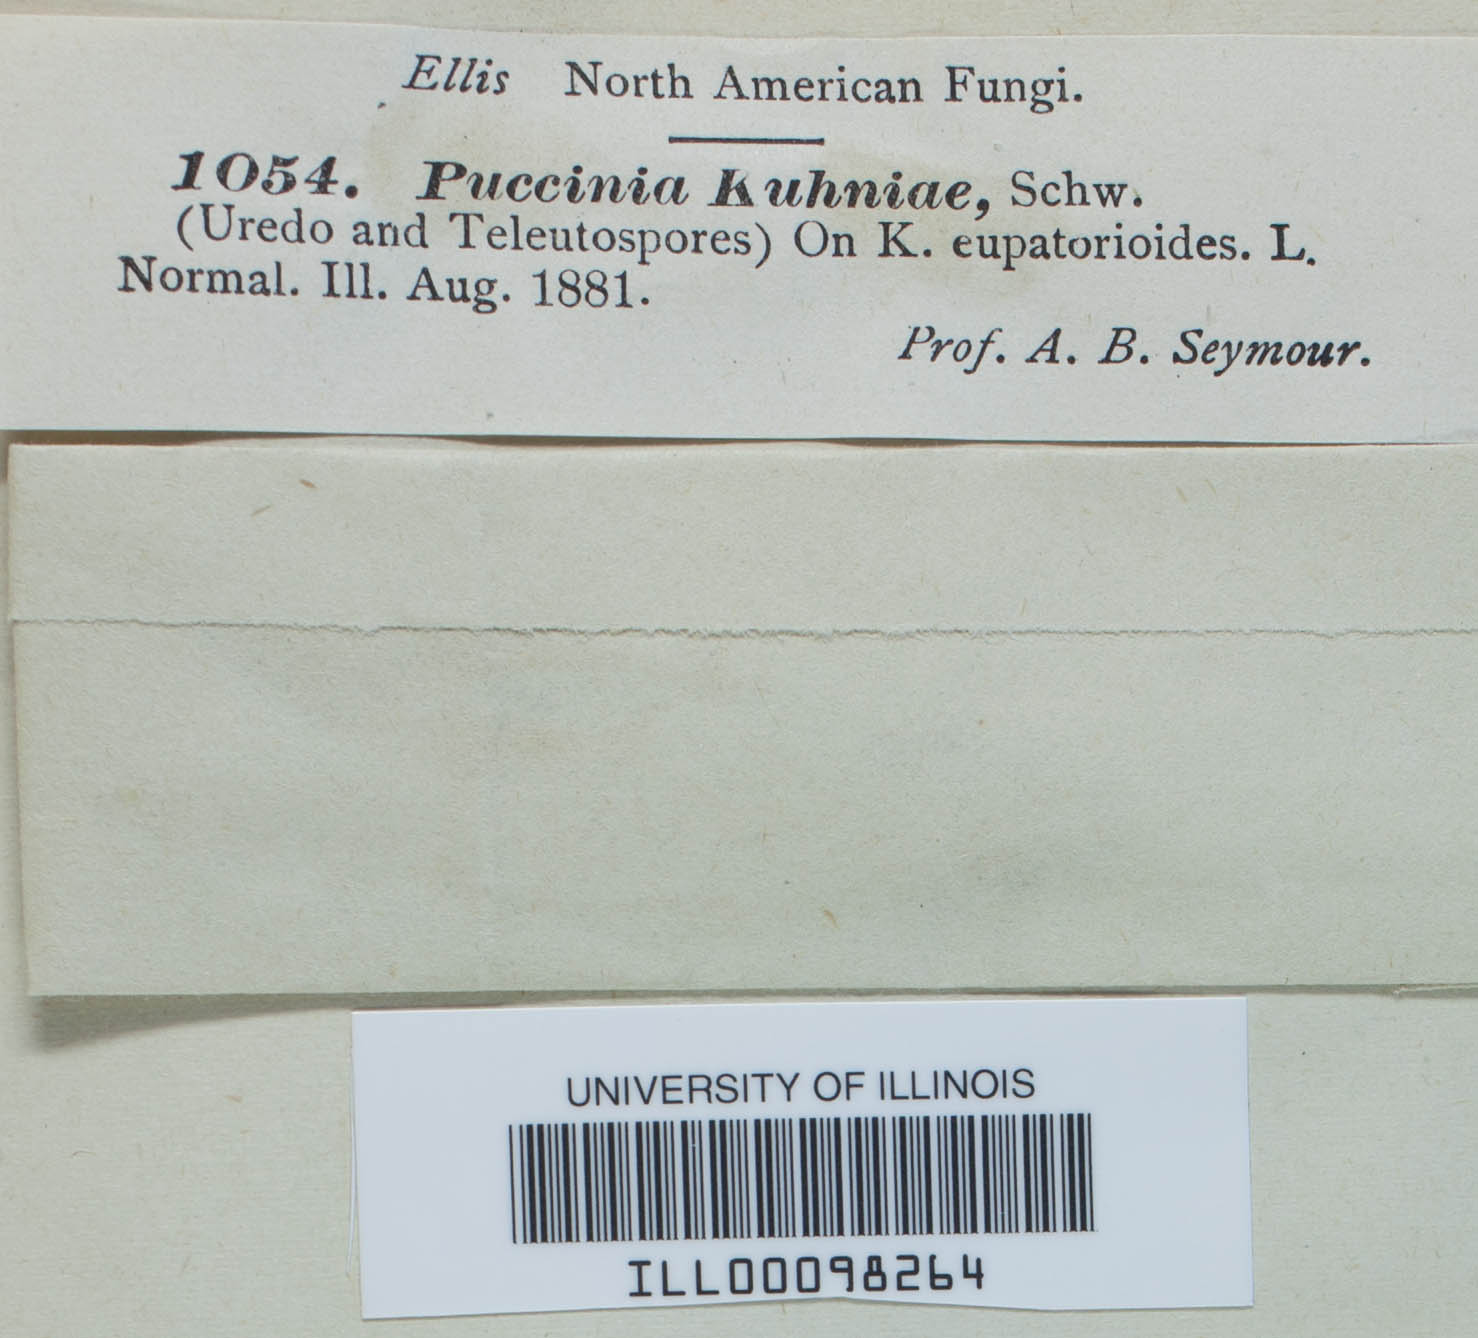 Ellis North American Fungi.
1054. Puccinia Kuhniae, Schw.
(Uredo and Teleutospores) On K. eupatorioides. L.
Normal. Ill. Aug. 1881.
Prof. A. B. Seymour.
UNIVERSITY OF ILLINOIS
ILL00098264